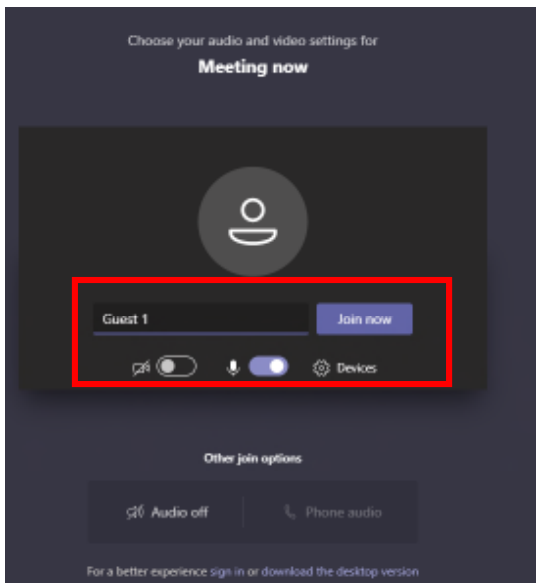 Choose your audio and video settings for
Meeting now
Guest 1
Join now
Devices
Other join options
Audio off
Phone audio
For a better experience sign in or download the desktop version